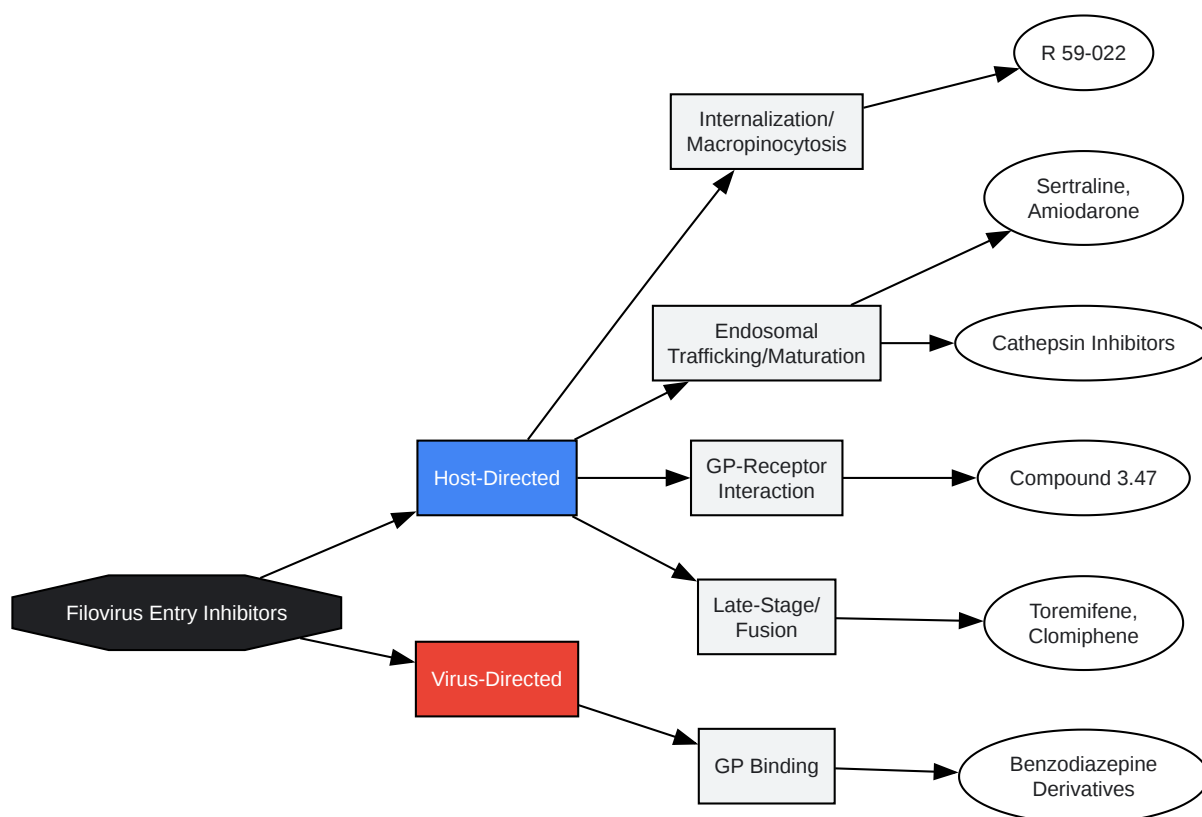 R 59-022
Internalization/
Macropinocytosis
Sertraline,
Amiodarone
Endosomal
Trafficking/Maturation
Cathepsin Inhibitors
Host-Directed
GP-Receptor
Interaction
Compound 3.47
Filovirus Entry Inhibitors
Late-Stage/
Fusion
Toremifene,
Clomiphene
Virus-Directed
GP Binding
Benzodiazepine
Derivatives